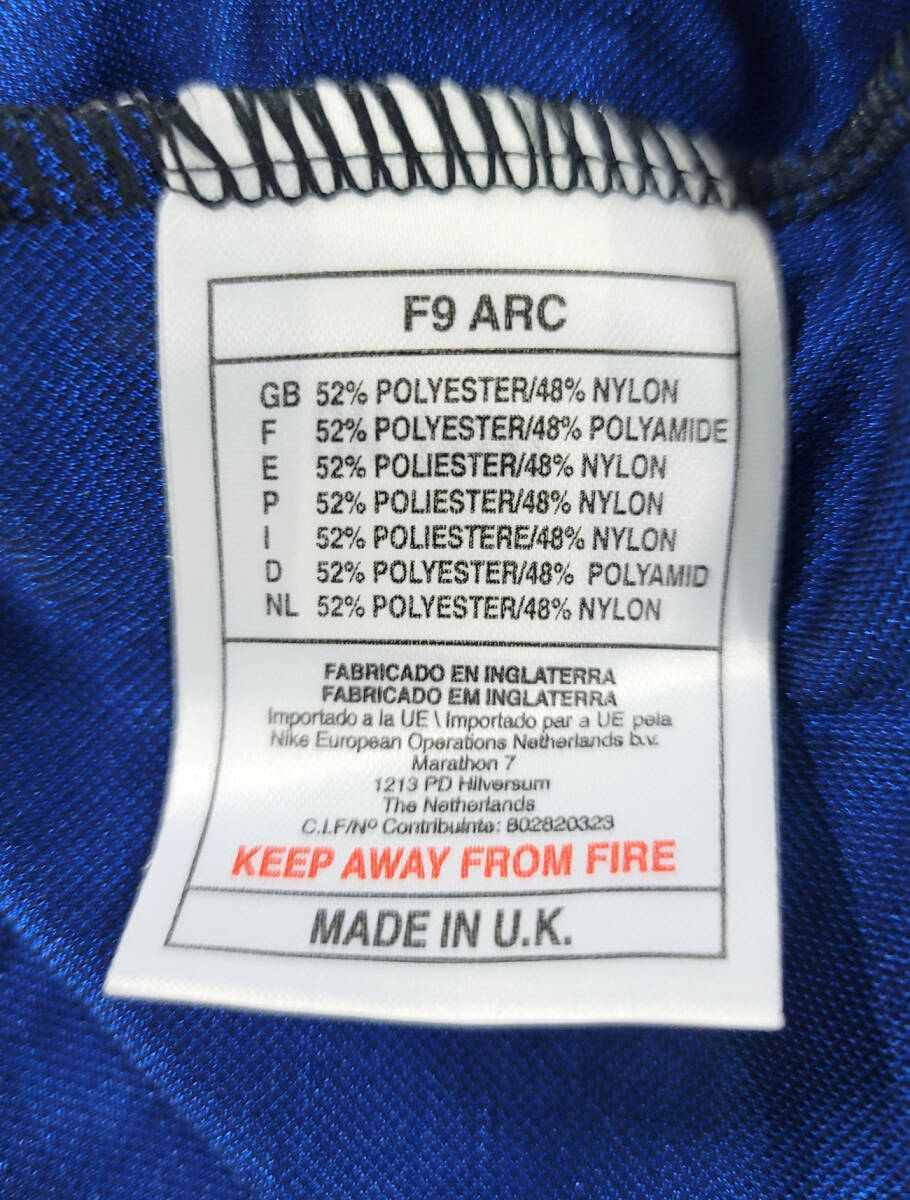 F9 ARC
GB 52% POLYESTER/48% NYLON
F 52% POLYESTER/48% POLYAMIDE
E 52% POLIESTER/48% NYLON
P 52% POLIESTER/48% NYLON
I 52% POLIESTERE/48% NYLON
D 52% POLYESTER/48% POLYAMID
NL 52% POLYESTER/48% NYLON
FABRICADO EN INGLATERRA
FABRICADO EM INGLATERRA
Importado a la UE \ Importado par a UE pela
Nike European Operations Netherlands b.v.
Marathon 7
1213 PD Hilversum
The Netherlands
C.I.F/Nº Contribuinte: 802820323
KEEP AWAY FROM FIRE
MADE IN U.K.